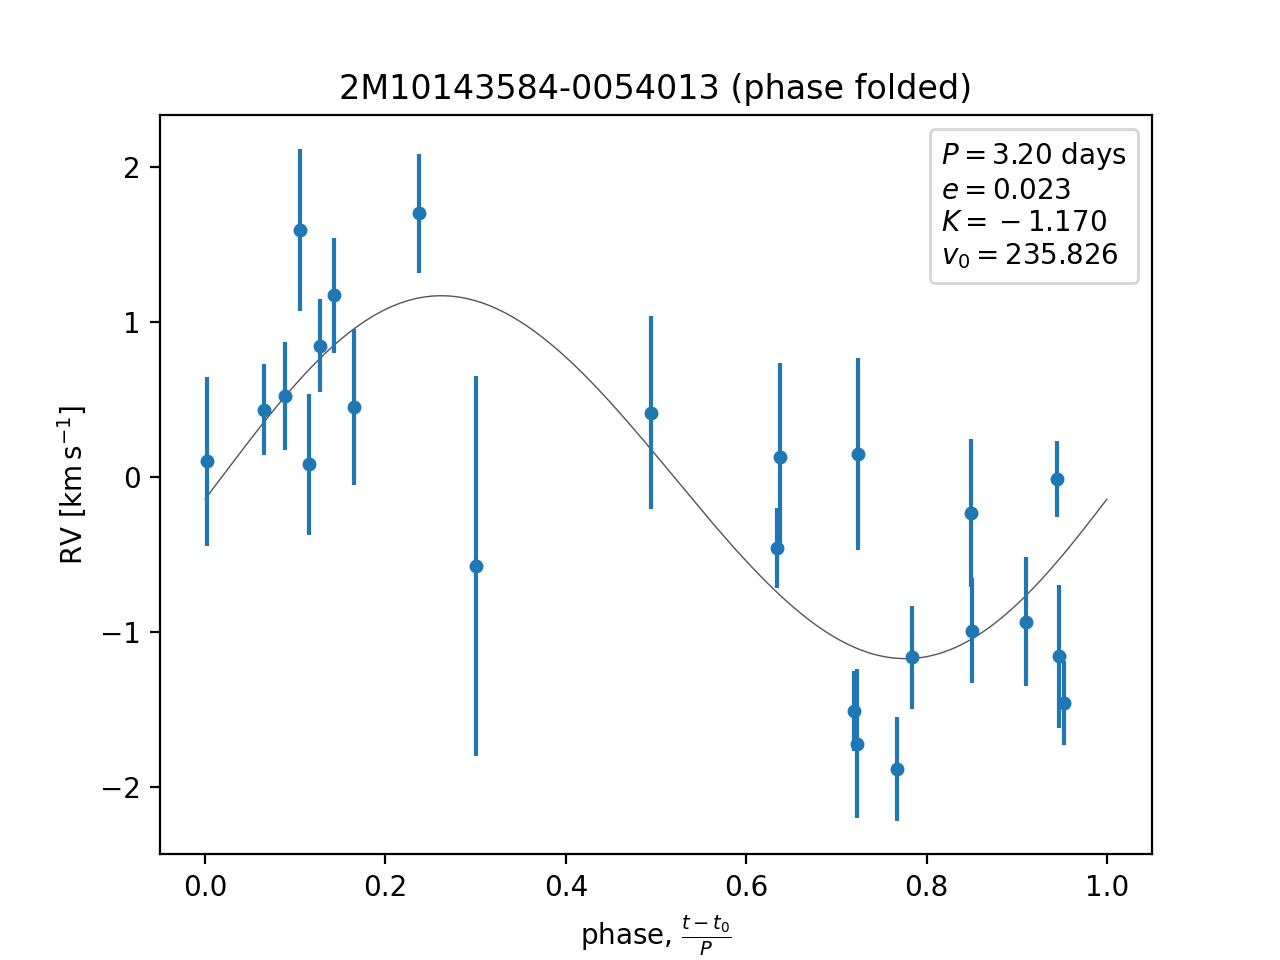 2M10143584-0054013 (phase folded)
P = 3.20 days
e = 0.023
K = −1.170
v₀ = 235.826
2
1
0
−1
−2
RV [km s⁻¹]
0.0 0.2 0.4 0.6 0.8 1.0
phase, (t − t₀)/P